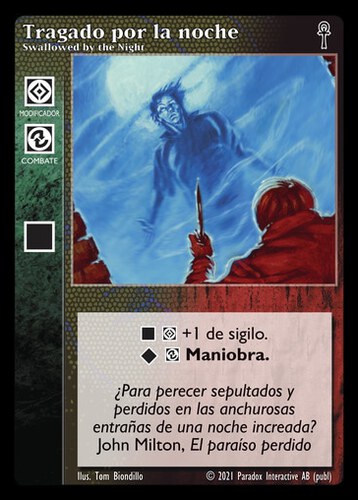 Tragado por la noche
Swallowed by the Night
MODIFICADOR
COMBATE
+1 de sigilo.
Maniobra.
¿Para perecer sepultados y
perdidos en las anchurosas
entrañas de una noche increada?
John Milton, El paraíso perdido
Ilus. Tom Biondillo © 2021 Paradox Interactive AB (publ)